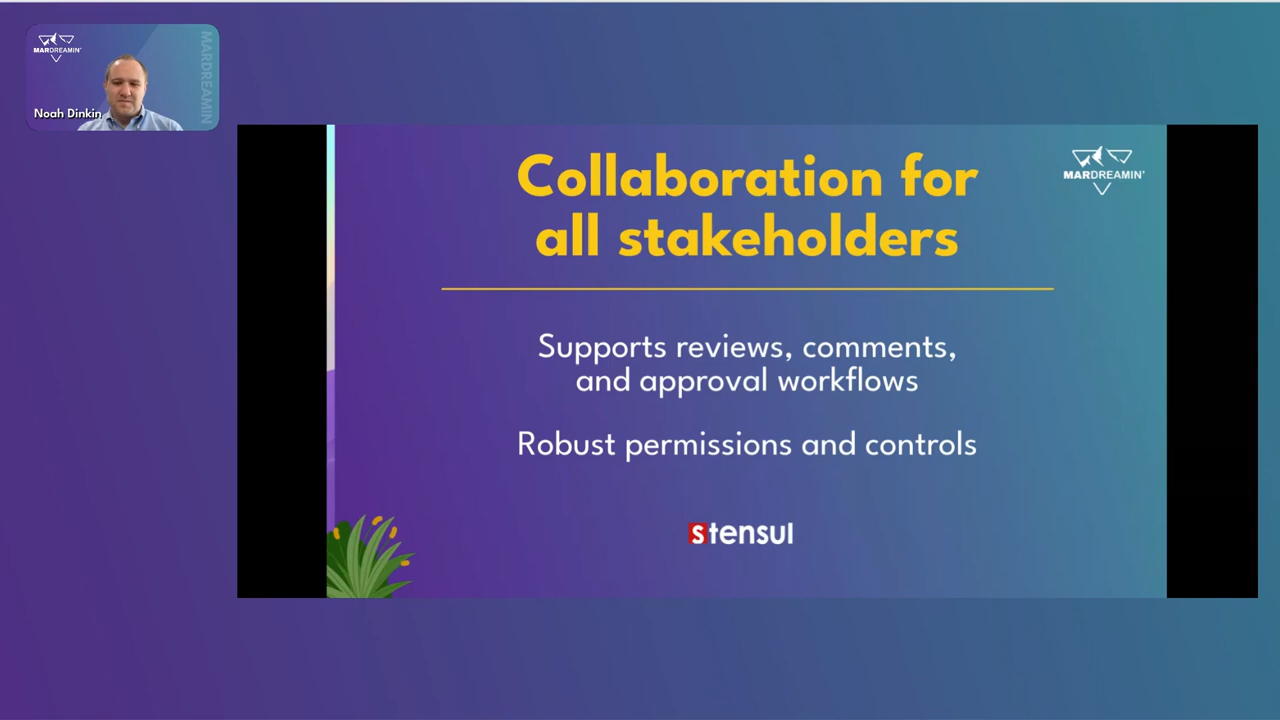 MARDREAMIN'
MARDREAMIN
Noah Dinkin
Collaboration for
all stakeholders
MARDREAMIN'
Supports reviews, comments,
and approval workflows
Robust permissions and controls
stensul